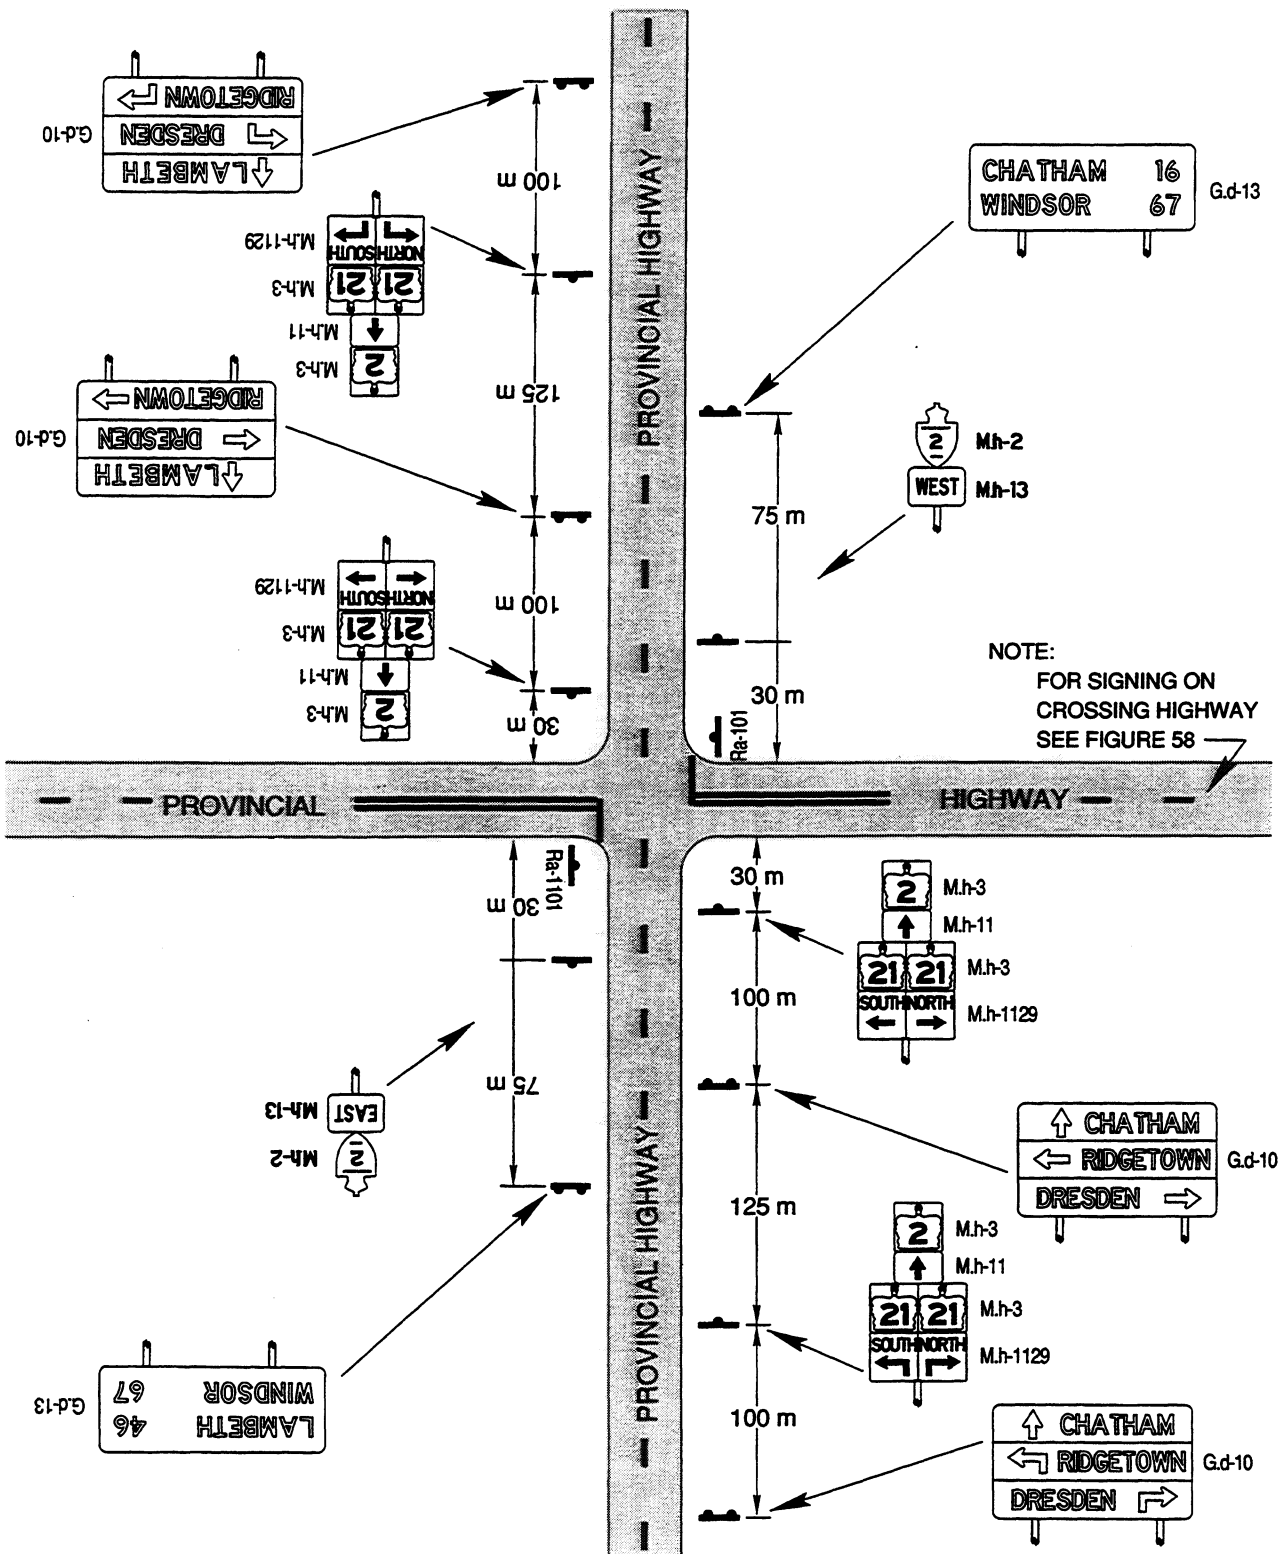 RIDGETOWN
DRESDEN
LAMBETH
G.d-10
100 m
PROVINCIAL HIGHWAY
CHATHAM 16
WINDSOR 67
G.d-13
NORTH SOUTH
M.h-1129
21 21
M.h-3
M.h-11
2
M.h-3
125 m
RIDGETOWN
DRESDEN
LAMBETH
G.d-10
2
M.h-2
WEST
M.h-13
75 m
100 m
NORTH SOUTH
M.h-1129
21 21
M.h-3
M.h-11
2
M.h-3
30 m
30 m
Ra-101
NOTE:
FOR SIGNING ON
CROSSING HIGHWAY
SEE FIGURE 58
PROVINCIAL HIGHWAY
Ra-1101
30 m
30 m
2
M.h-3
M.h-11
21 21
M.h-3
SOUTH NORTH
M.h-1129
100 m
75 m
EAST
M.h-13
2
M.h-2
CHATHAM
RIDGETOWN
DRESDEN
G.d-10
125 m
PROVINCIAL HIGHWAY
2
M.h-3
M.h-11
21 21
M.h-3
SOUTH NORTH
M.h-1129
WINDSOR 67
LAMBETH 46
G.d-13
100 m
CHATHAM
RIDGETOWN
DRESDEN
G.d-10